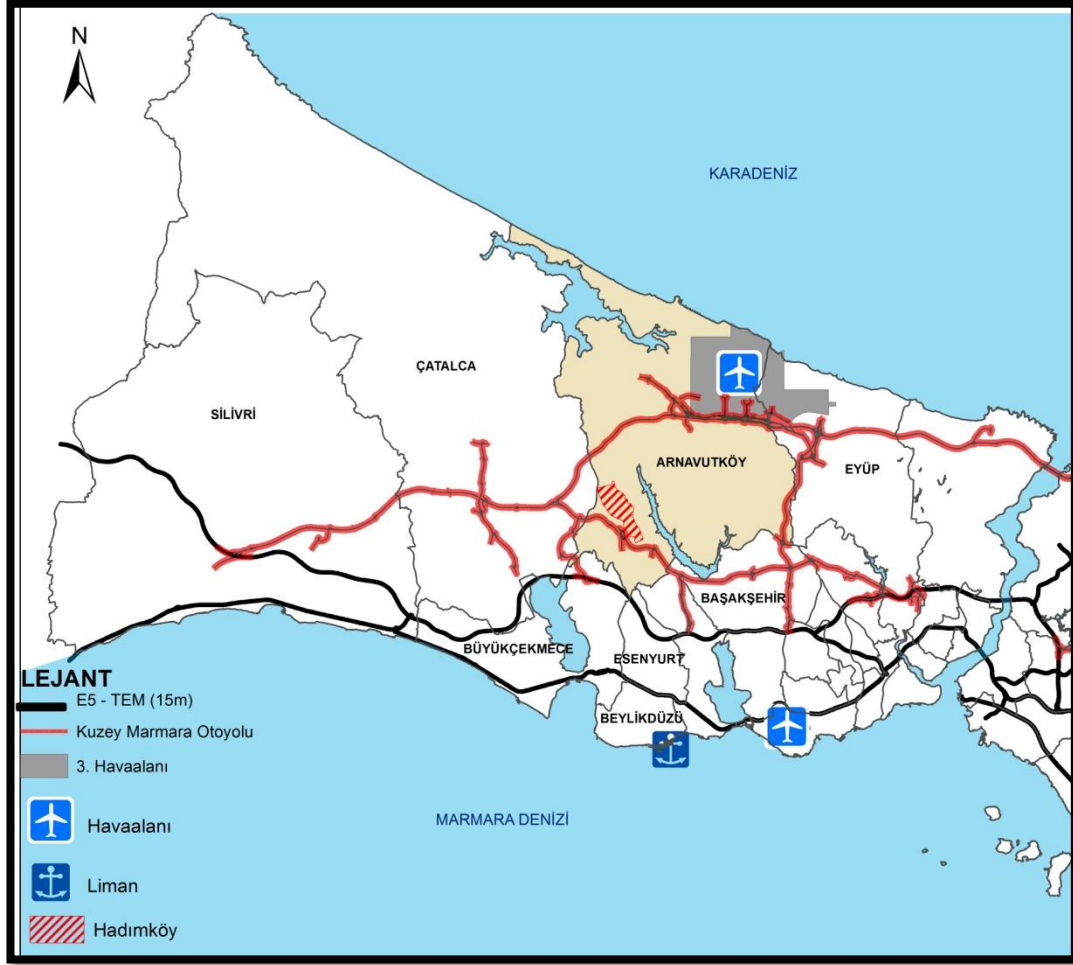 N
KARADENİZ
ÇATALCA
SİLİVRİ
ARNAVUTKÖY
EYÜP
BAŞAKŞEHİR
BÜYÜKÇEKMECE
ESENYURT
BEYLİKDÜZÜ
MARMARA DENİZİ
LEJANT
E5 - TEM (15m)
Kuzey Marmara Otoyolu
3. Havaalanı
Havaalanı
Liman
Hadımköy